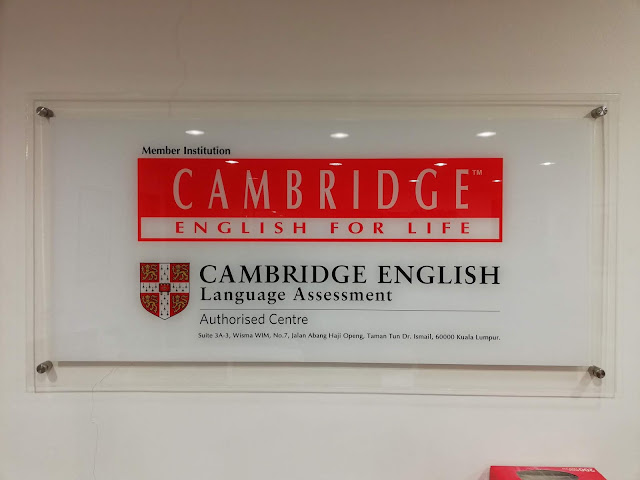 Member Institution
CAMBRIDGE™
ENGLISH FOR LIFE
CAMBRIDGE ENGLISH
Language Assessment
Authorised Centre
Suite 3A-3, Wisma WIM, No.7, Jalan Abang Haji Openg, Taman Tun Dr. Ismail, 60000 Kuala Lumpur.